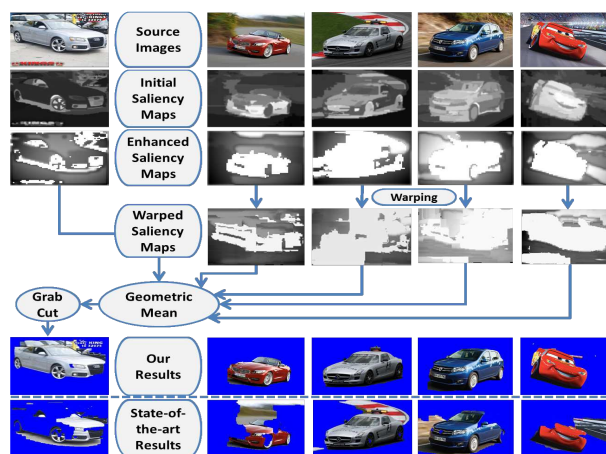 Source
Images
Initial
Saliency
Maps
Enhanced
Saliency
Maps
Warping
Warped
Saliency
Maps
Grab
Cut
Geometric
Mean
Our
Results
State-of-
the-art
Results